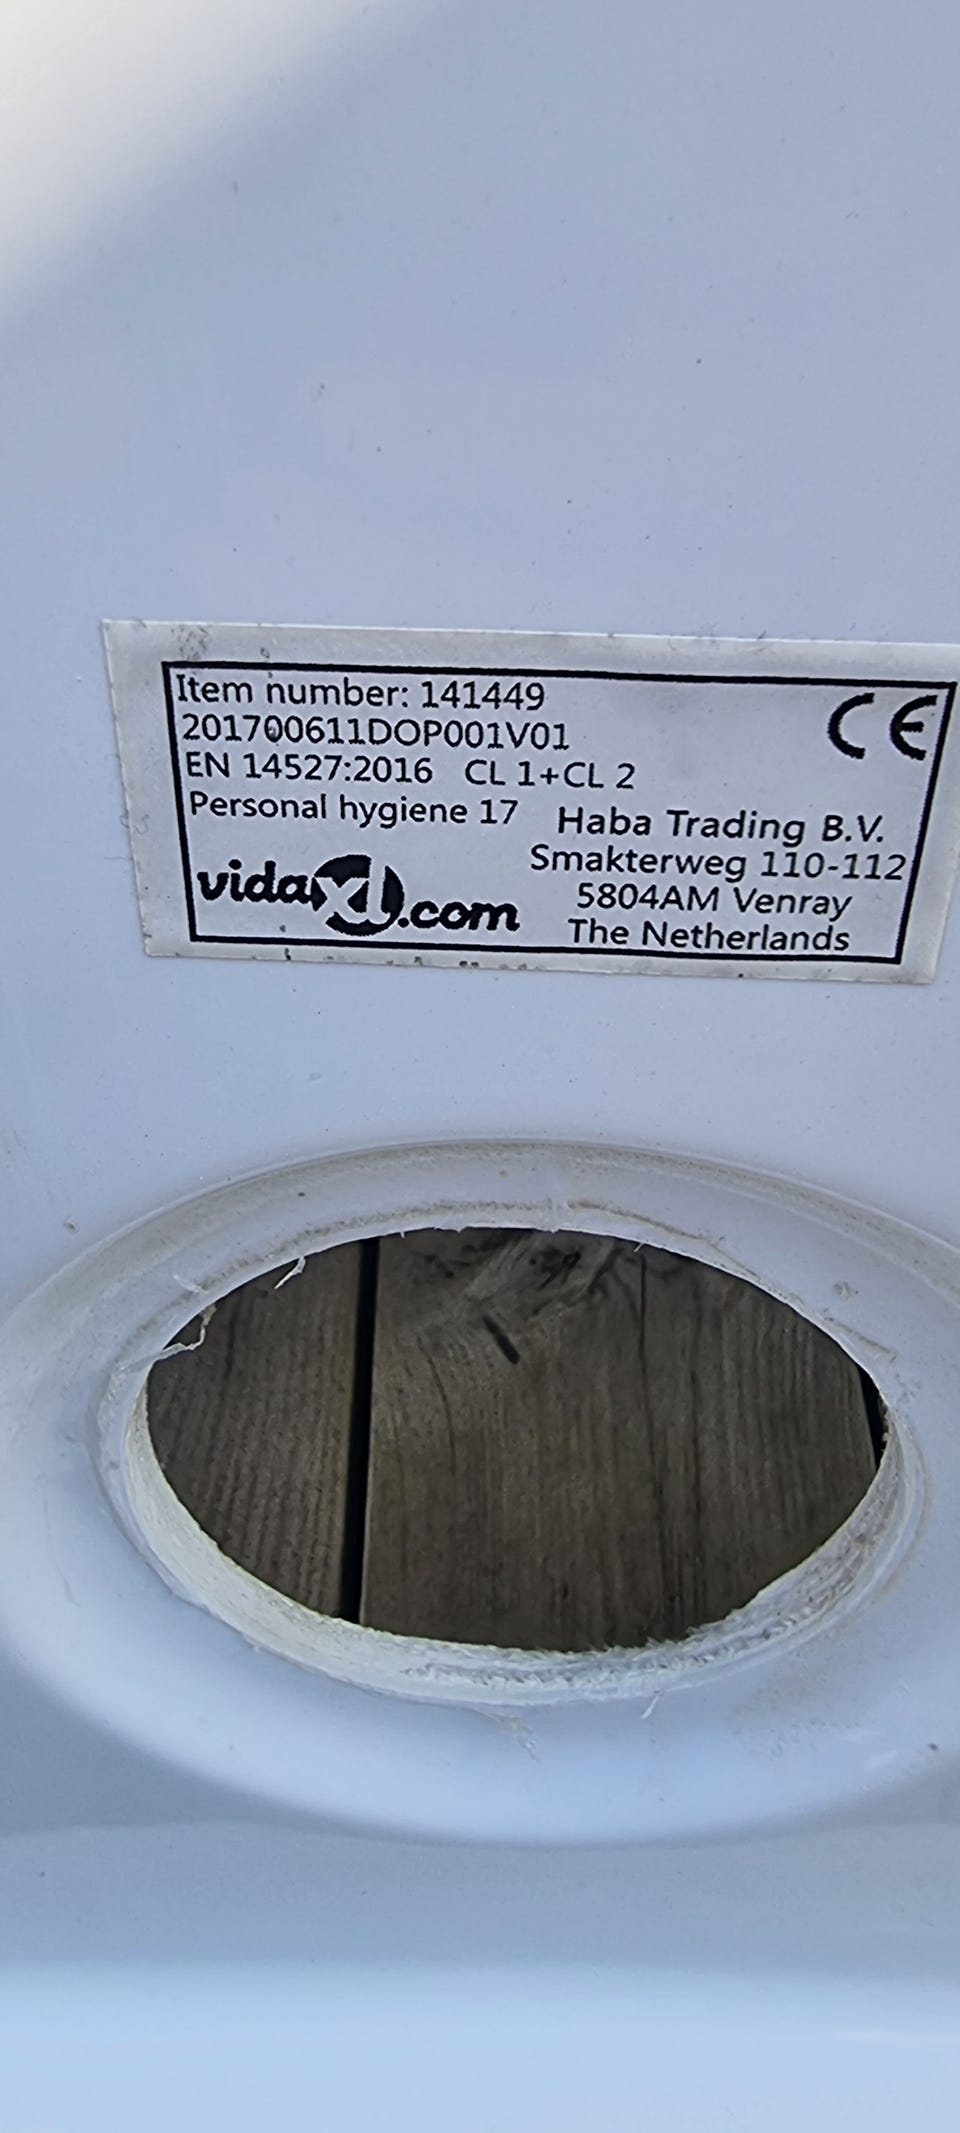 Item number: 141449
201700611DOP001V01
EN 14527:2016 CL 1+CL 2
Personal hygiene 17
CE
Haba Trading B.V.
Smakterweg 110-112
5804AM Venray
The Netherlands
vidaXL.com